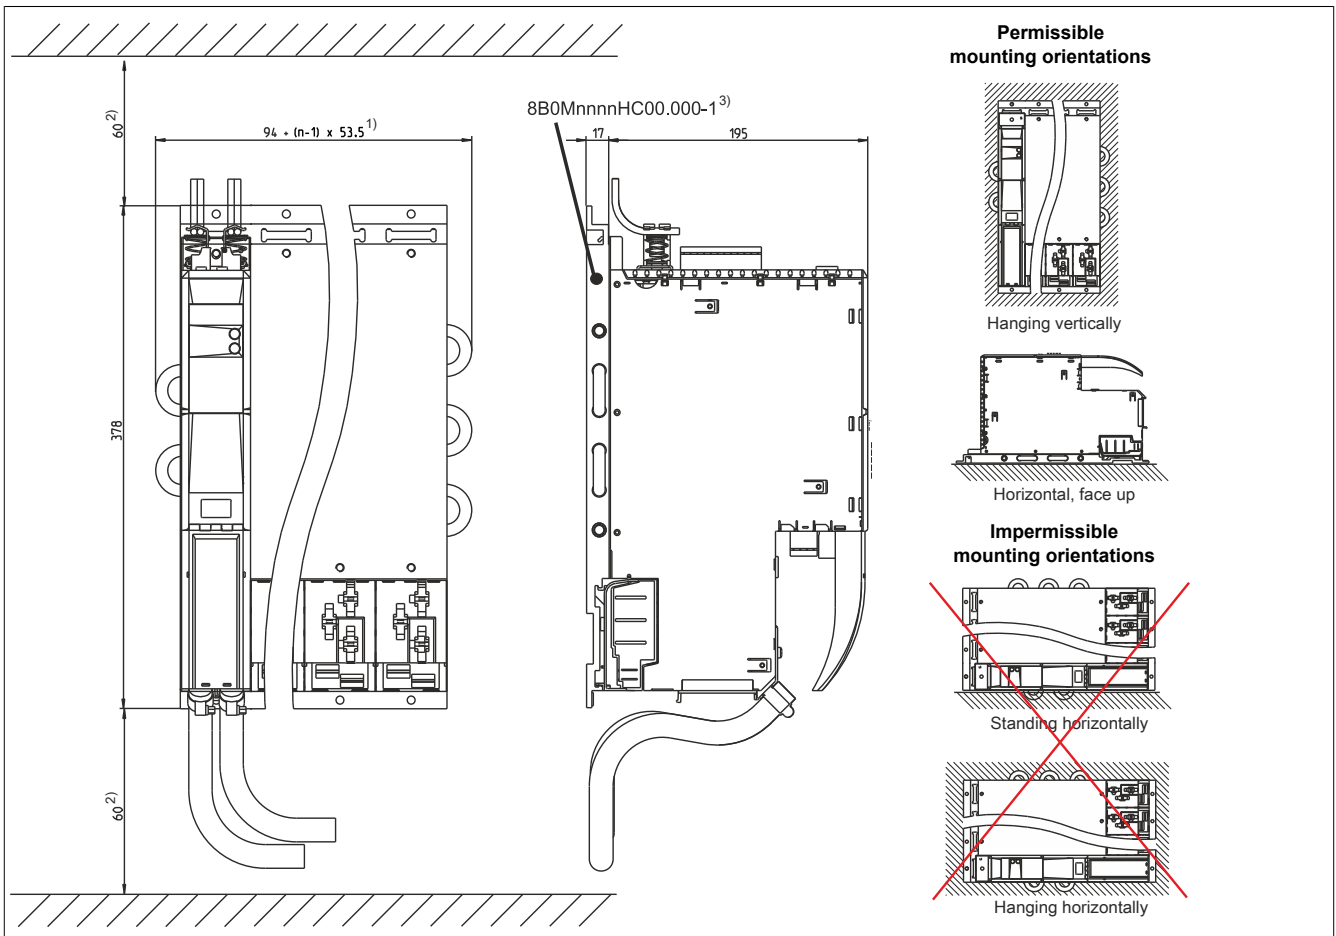 Permissible
mounting orientations
8B0MnnnnHC00.000-1³⁾
60²⁾
94 + (n-1) x 53.5¹⁾
17
195
378
Hanging vertically
Horizontal, face up
Impermissible
mounting orientations
Standing horizontally
60²⁾
Hanging horizontally